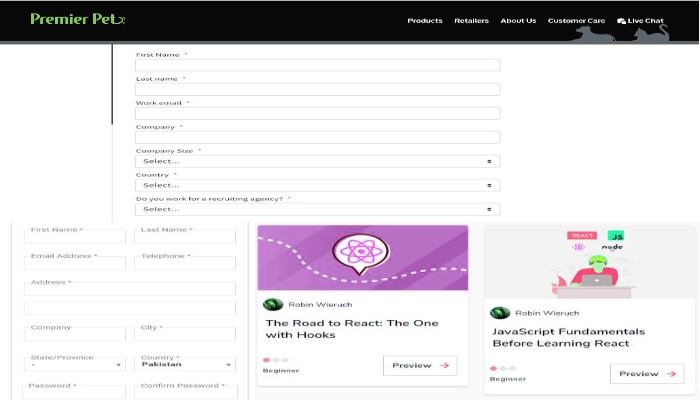 Premier Pet
Products Retailers About Us Customer Care Live Chat
First Name *
Last name *
Work email *
Company *
Company Size *
Select...
Country *
Select...
Do you work for a recruiting agency? *
Select...
First Name * Last Name *
Email Address * Telephone *
Address *
Company City *
State/Province Country *
- Pakistan
Password * Confirm Password *
Robin Wieruch
The Road to React: The One
with Hooks
Beginner
Preview
REACT JS
node
Robin Wieruch
JavaScript Fundamentals
Before Learning React
Beginner
Preview